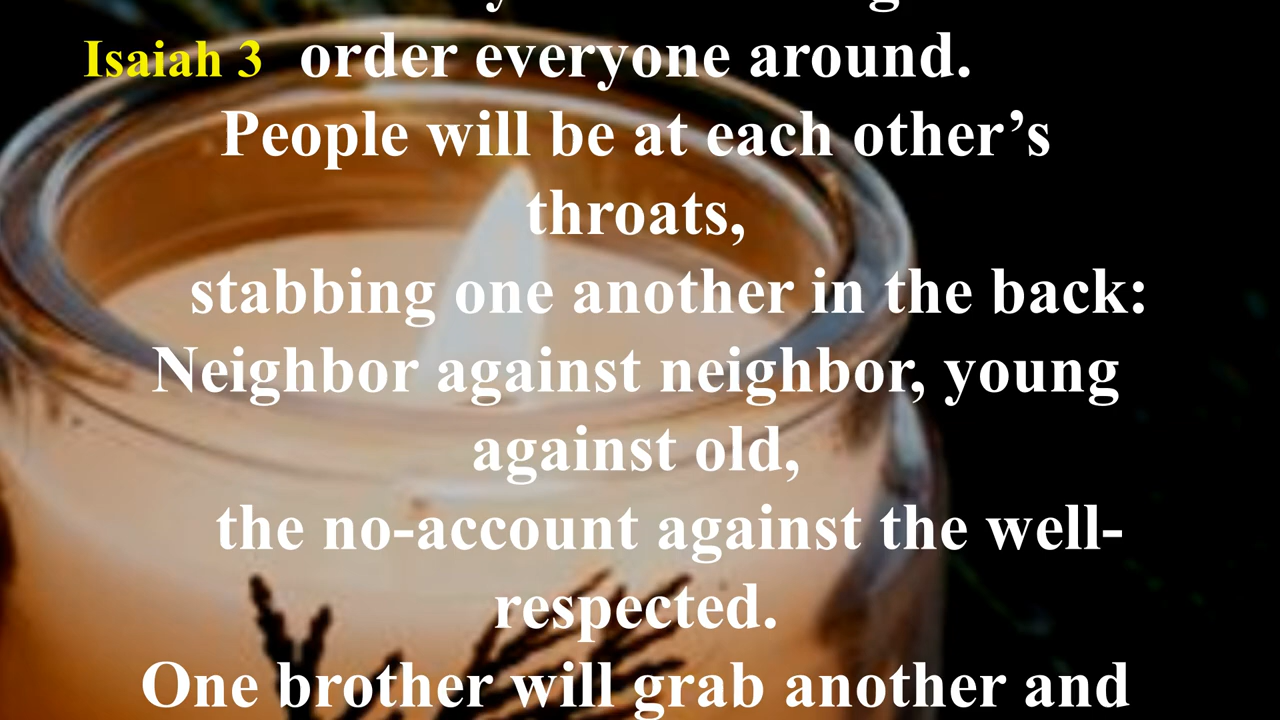 Isaiah 3 order everyone around.
People will be at each other’s
throats,
stabbing one another in the back:
Neighbor against neighbor, young
against old,
the no-account against the well-
respected.
One brother will grab another and